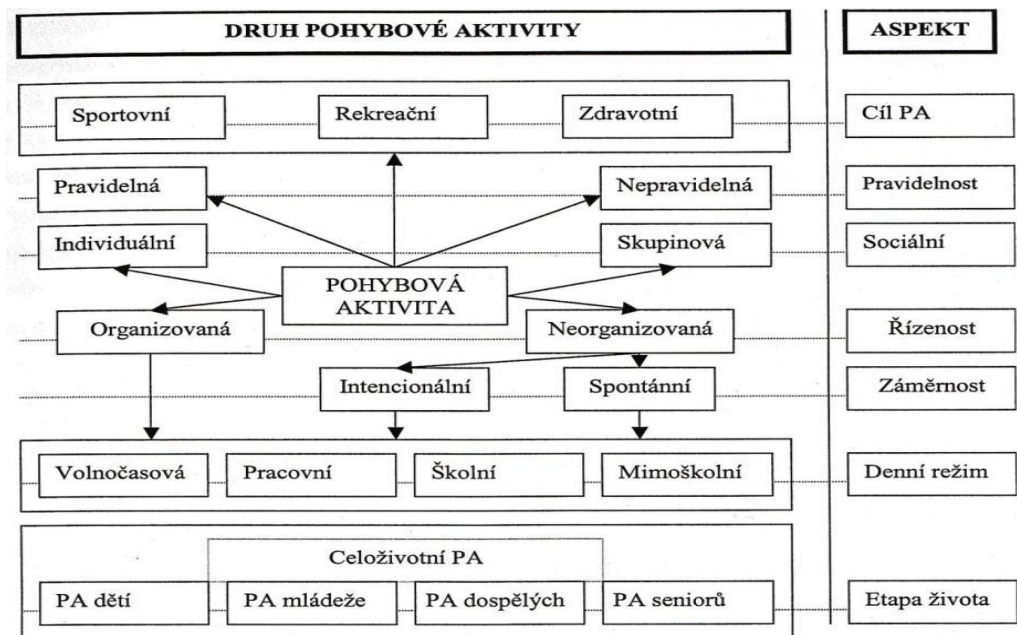 DRUH POHYBOVÉ AKTIVITY
ASPEKT
Sportovní
Rekreační
Zdravotní
Cíl PA
Pravidelná
Nepravidelná
Pravidelnost
Individuální
Skupinová
Sociální
POHYBOVÁ
AKTIVITA
Organizovaná
Neorganizovaná
Řízenost
Intencionální
Spontánní
Záměrnost
Volnočasová
Pracovní
Školní
Mimoškolní
Denní režim
Celoživotní PA
PA dětí
PA mládeže
PA dospělých
PA seniorů
Etapa života